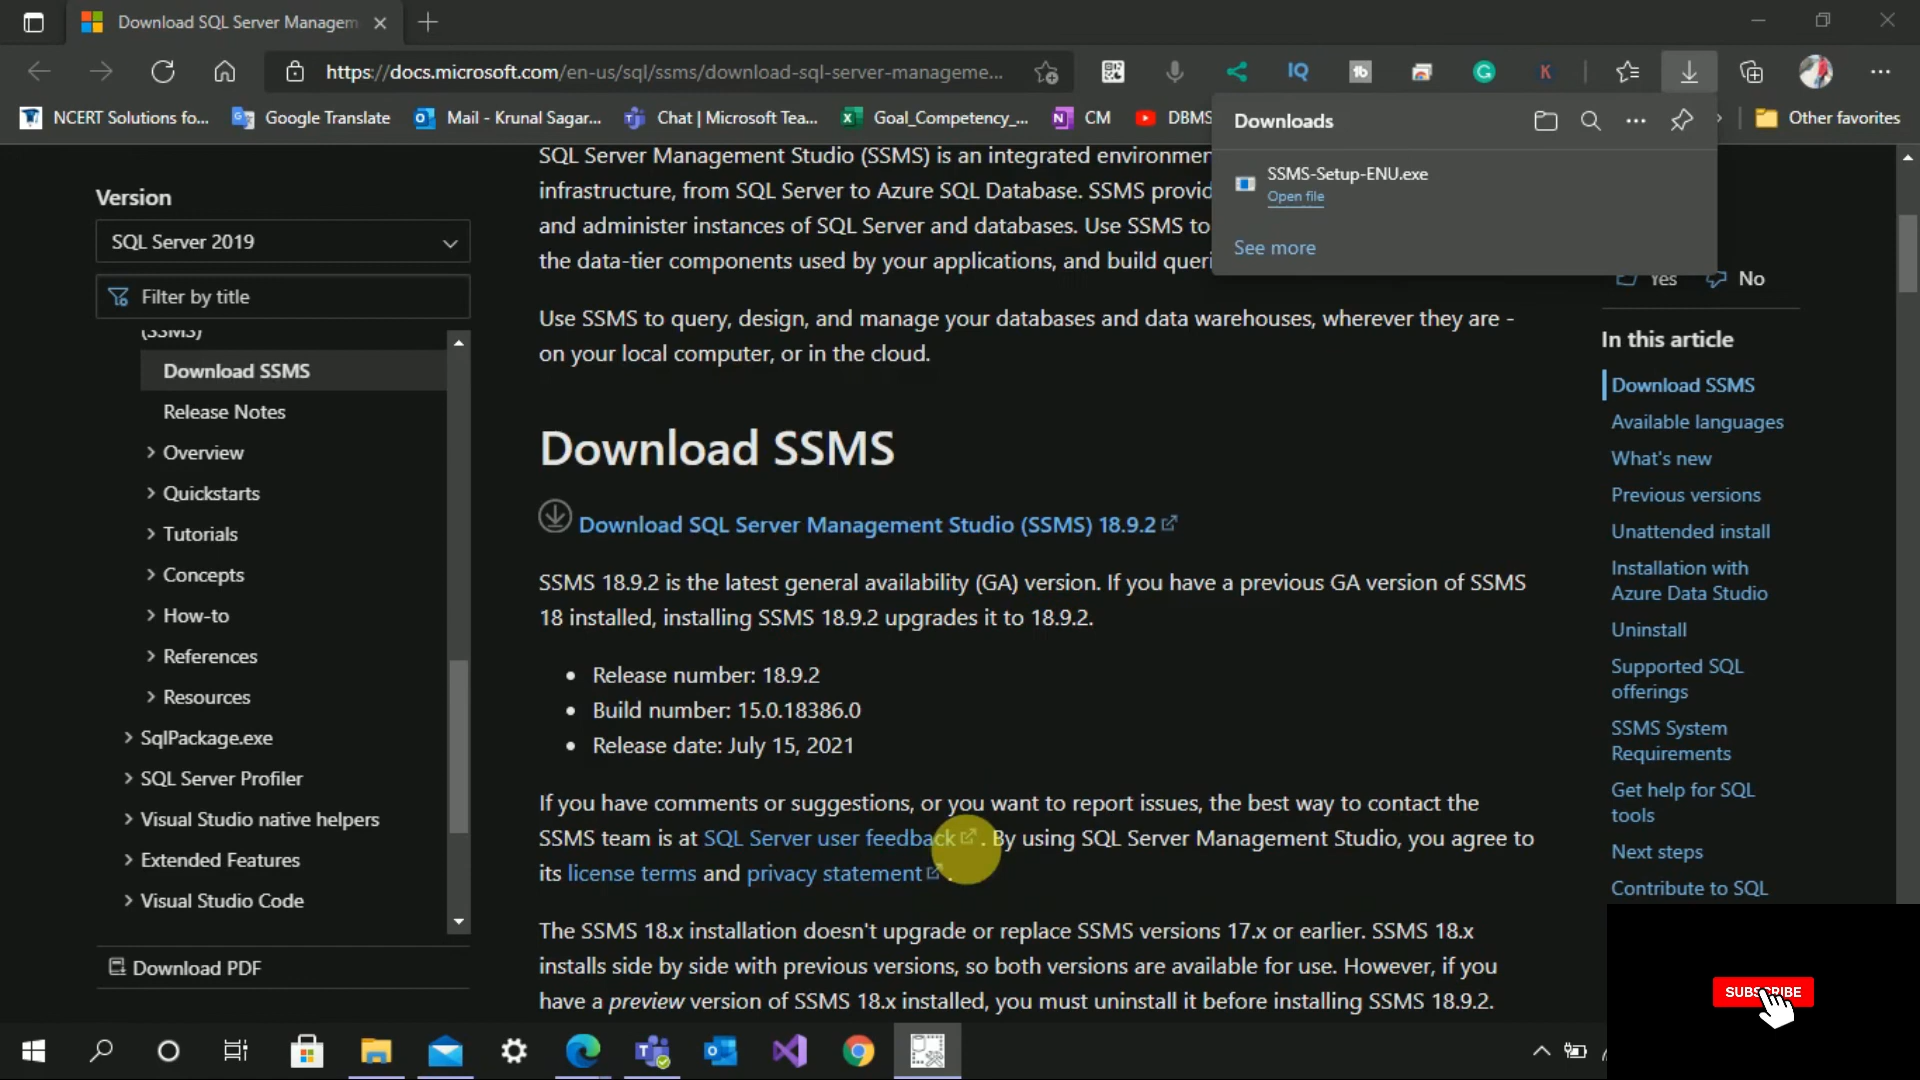 Download SQL Server Managem
https://docs.microsoft.com/en-us/sql/ssms/download-sql-server-manageme...
IQ
tb
K
NCERT Solutions fo...
Google Translate
Mail - Krunal Sagar...
Chat | Microsoft Tea...
Goal_Competency_...
CM
DBMS
Other favorites
Downloads
SSMS-Setup-ENU.exe
Open file
See more
Version
SQL Server 2019
Filter by title
(SSMS)
Download SSMS
Release Notes
Overview
Quickstarts
Tutorials
Concepts
How-to
References
Resources
SqlPackage.exe
SQL Server Profiler
Visual Studio native helpers
Extended Features
Visual Studio Code
Download PDF
SQL Server Management Studio (SSMS) is an integrated environmen
infrastructure, from SQL Server to Azure SQL Database. SSMS provid
and administer instances of SQL Server and databases. Use SSMS to
the data-tier components used by your applications, and build queri
Use SSMS to query, design, and manage your databases and data warehouses, wherever they are -
on your local computer, or in the cloud.
Download SSMS
Download SQL Server Management Studio (SSMS) 18.9.2
SSMS 18.9.2 is the latest general availability (GA) version. If you have a previous GA version of SSMS
18 installed, installing SSMS 18.9.2 upgrades it to 18.9.2.
• Release number: 18.9.2
• Build number: 15.0.18386.0
• Release date: July 15, 2021
If you have comments or suggestions, or you want to report issues, the best way to contact the
SSMS team is at SQL Server user feedback . By using SQL Server Management Studio, you agree to
its license terms and privacy statement .
The SSMS 18.x installation doesn't upgrade or replace SSMS versions 17.x or earlier. SSMS 18.x
installs side by side with previous versions, so both versions are available for use. However, if you
have a preview version of SSMS 18.x installed, you must uninstall it before installing SSMS 18.9.2.
Yes No
In this article
Download SSMS
Available languages
What's new
Previous versions
Unattended install
Installation with
Azure Data Studio
Uninstall
Supported SQL
offerings
SSMS System
Requirements
Get help for SQL
tools
Next steps
Contribute to SQL
SUBSCRIBE